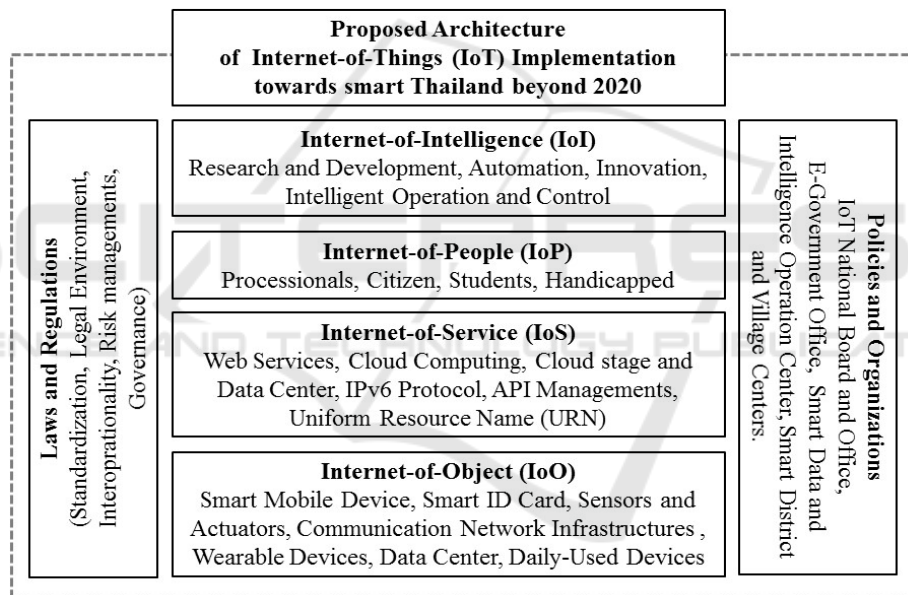 Proposed Architecture
of Internet-of-Things (IoT) Implementation
towards smart Thailand beyond 2020
Laws and Regulations
(Standardization, Legal Environment,
Interoprationality, Risk managements,
Governance)
Internet-of-Intelligence (IoI)
Research and Development, Automation, Innovation,
Intelligent Operation and Control
Internet-of-People (IoP)
Processionals, Citizen, Students, Handicapped
Internet-of-Service (IoS)
Web Services, Cloud Computing, Cloud stage and
Data Center, IPv6 Protocol, API Managements,
Uniform Resource Name (URN)
Internet-of-Object (IoO)
Smart Mobile Device, Smart ID Card, Sensors and
Actuators, Communication Network Infrastructures ,
Wearable Devices, Data Center, Daily-Used Devices
Policies and Organizations
IoT National Board and Office,
E-Government Office, Smart Data and
Intelligence Operation Center, Smart District
and Village Centers.